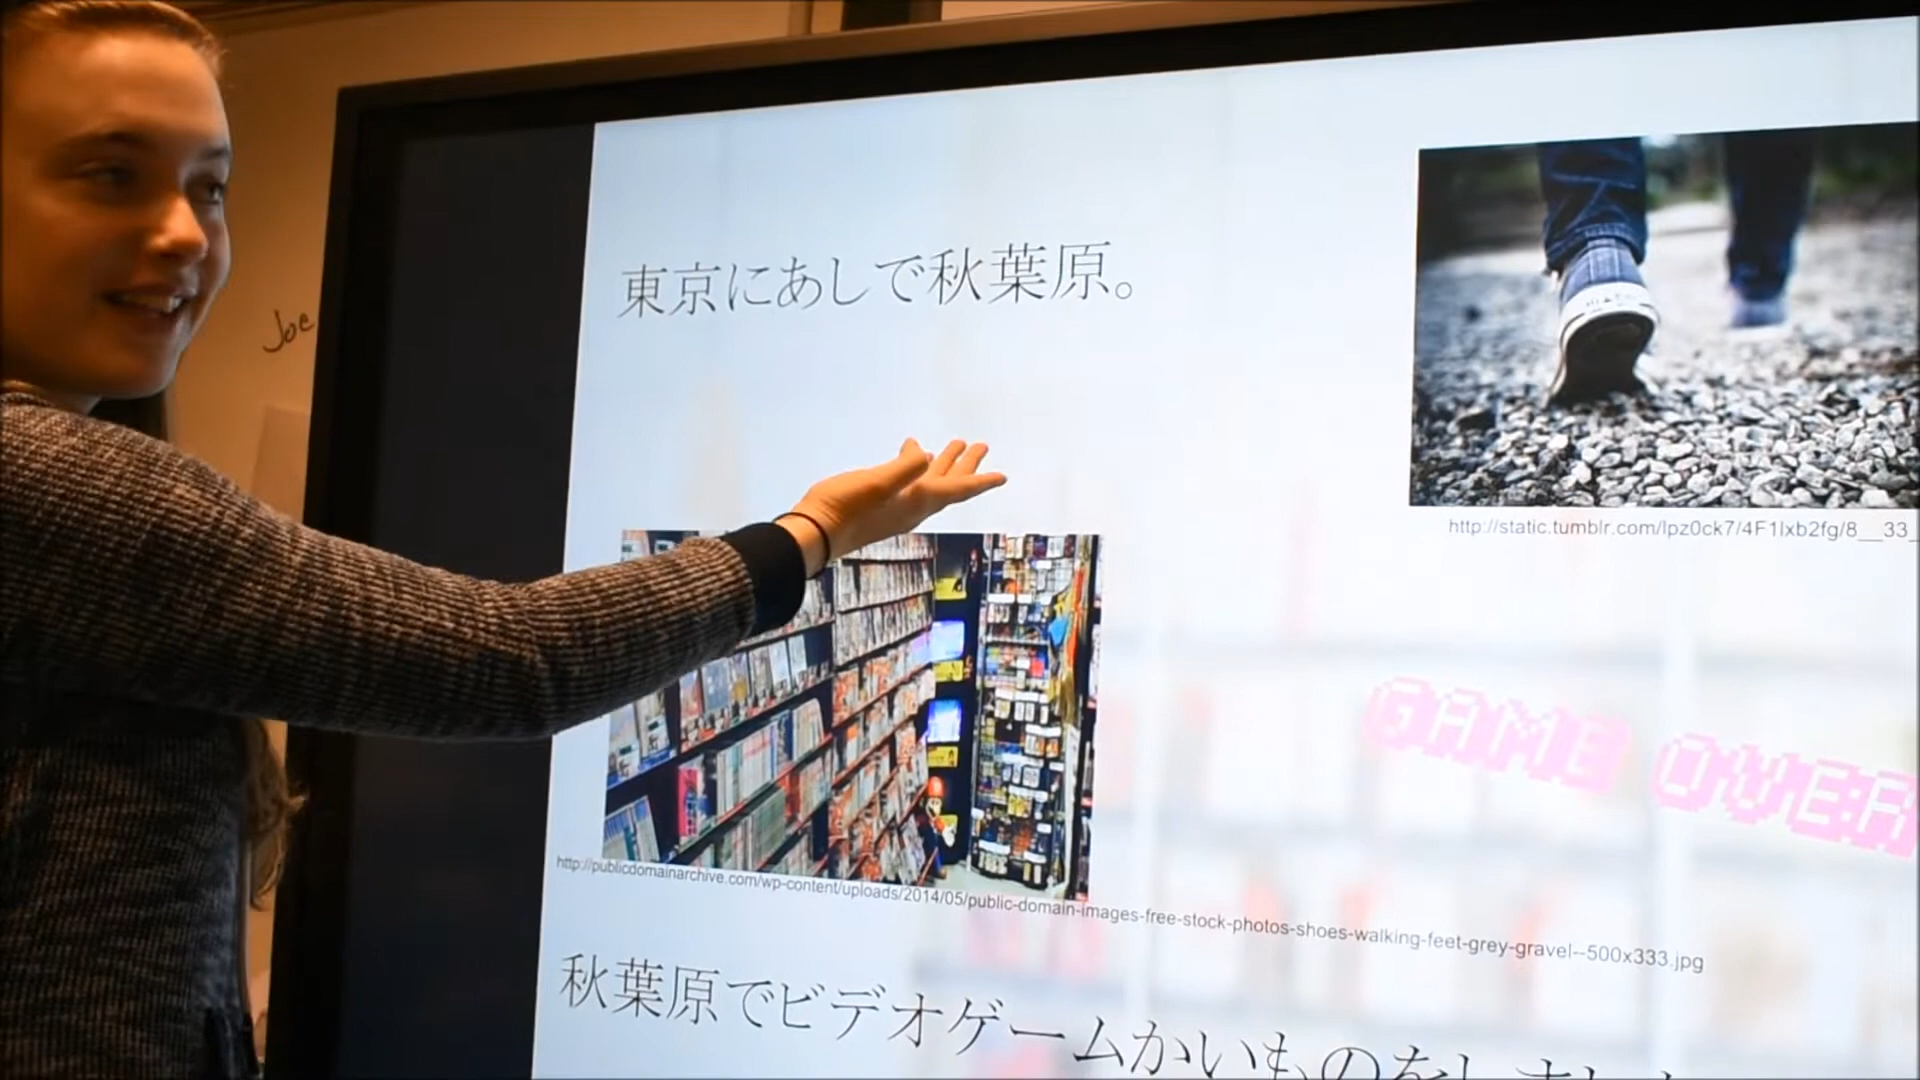 Joe
東京にあしで秋葉原。
http://static.tumblr.com/lpz0ck7/4F1lxb2fg/8__33_
GAME OVER
http://publicdomainarchive.com/wp-content/uploads/2014/05/public-domain-images-free-stock-photos-shoes-walking-feet-grey-gravel--500x333.jpg
秋葉原でビデオゲームかいものをしました